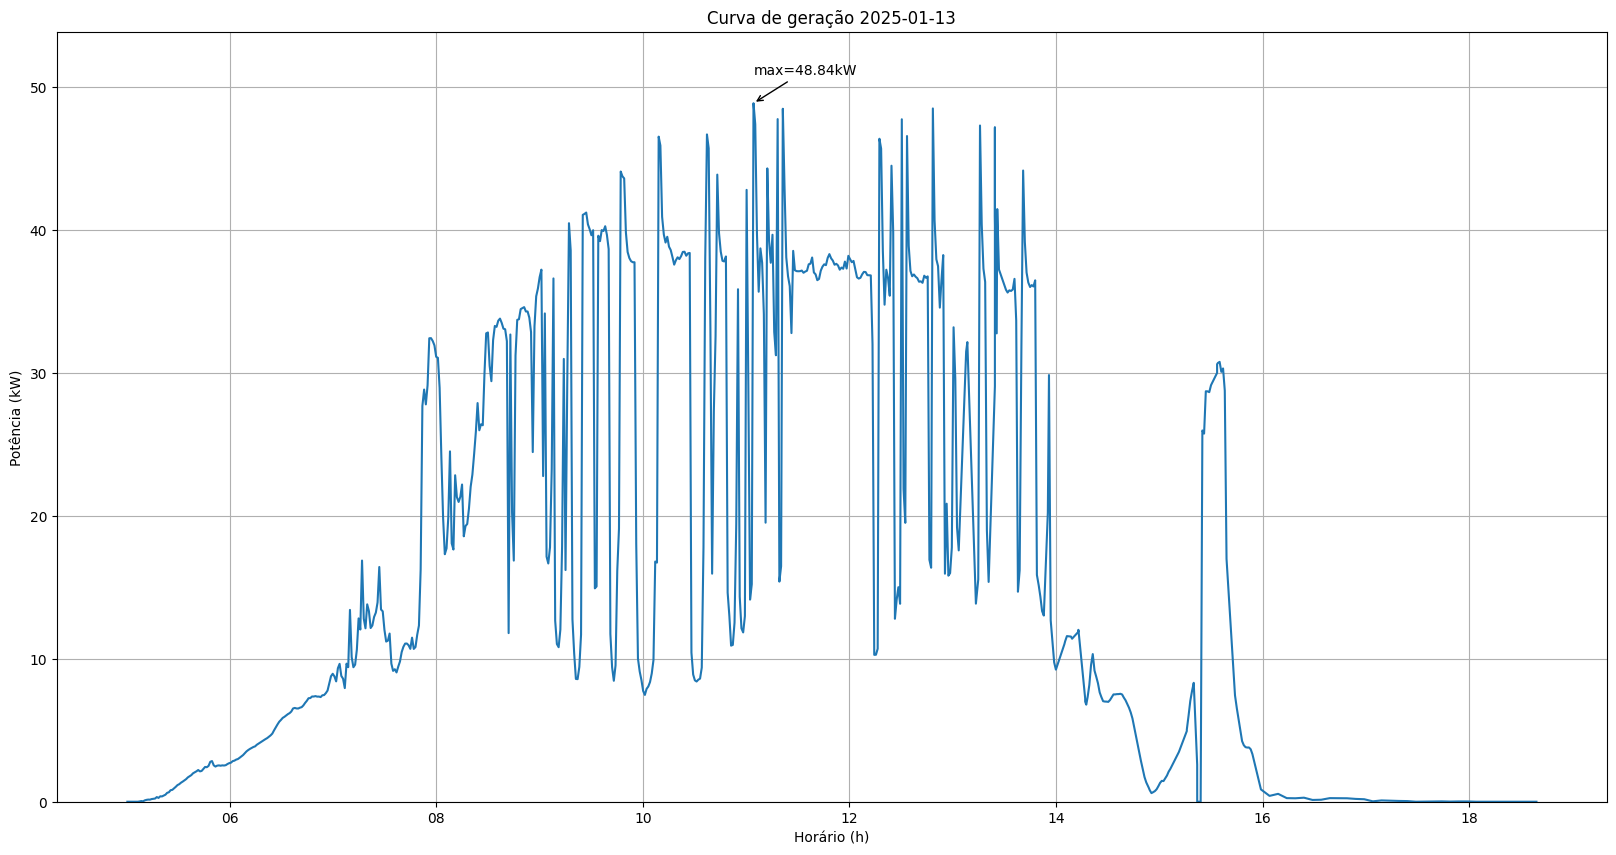 Curva de geração 2025-01-13
max=48.84kW
Potência (kW)
50
40
30
20
10
0
06 08 10 12 14 16 18
Horário (h)